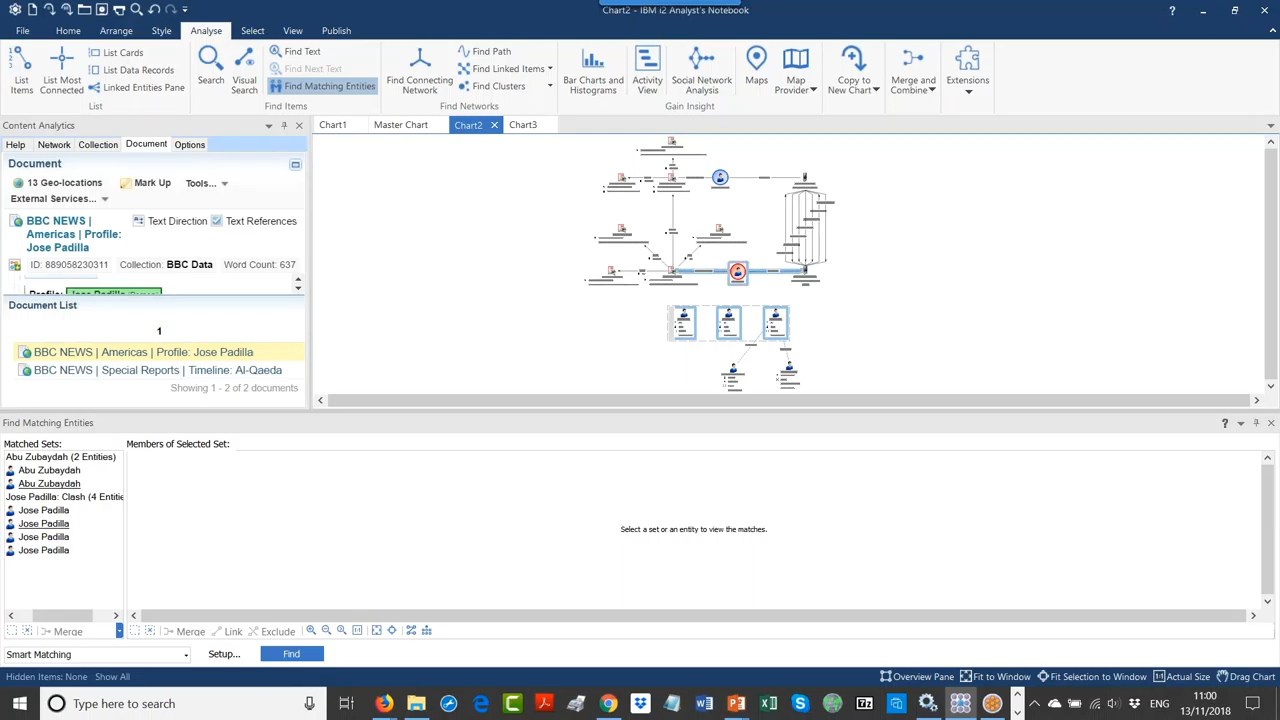 Chart2 - IBM i2 Analyst's Notebook
?
File Home Arrange Style Analyse Select View Publish
List Items
List Most Connected
List Cards
List Data Records
Linked Entities Pane
List
Search
Visual Search
Find Text
Find Next Text
Find Matching Entities
Find Items
Find Connecting Network
Find Path
Find Linked Items
Find Clusters
Find Networks
Bar Charts and Histograms
Activity View
Social Network Analysis
Maps
Map Provider
Gain Insight
Copy to New Chart
Merge and Combine
Extensions
Content Analytics
Chart1 Master Chart Chart2 Chart3
Help Network Collection Document Options
Document
13 Geo-locations Mark Up Tools...
External Services...
BBC NEWS |
Americas | Profile:
Jose Padilla
Text Direction Text References
ID: 889058230311 Collection: BBC Data Word Count: 637
Document List
1
BBC NEWS | Americas | Profile: Jose Padilla
BBC NEWS | Special Reports | Timeline: Al-Qaeda
Showing 1 - 2 of 2 documents
Find Matching Entities
?
Matched Sets:
Members of Selected Set:
Abu Zubaydah (2 Entities)
Abu Zubaydah
Abu Zubaydah
Jose Padilla: Clash (4 Entitie
Jose Padilla
Jose Padilla
Jose Padilla
Jose Padilla
Select a set or an entity to view the matches.
Merge
Merge Link Exclude
Smart Matching Setup... Find
Hidden Items: None Show All
Overview Pane Fit to Window Fit Selection to Window Actual Size Drag Chart
Type here to search
ENG
11:00
13/11/2018